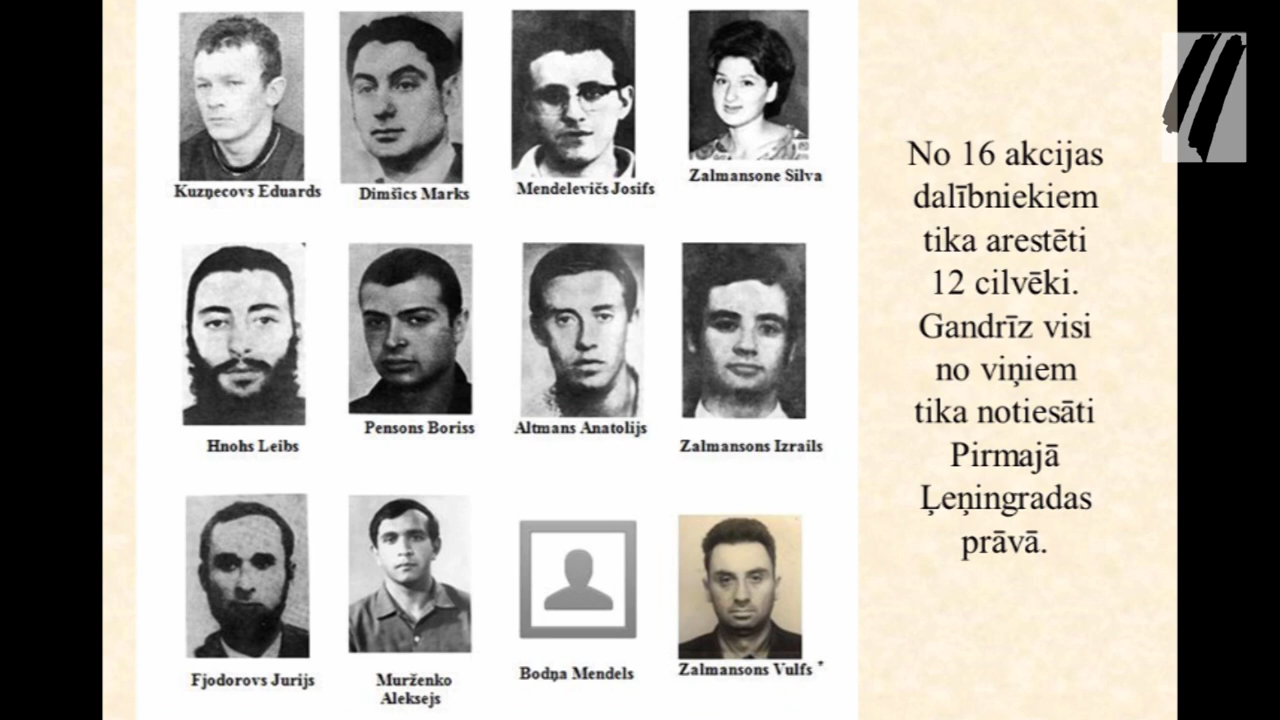 Kuzņecovs Eduards
Dimšics Marks
Mendelevičs Josifs
Zalmansone Silva
Hnohs Leibs
Pensons Boriss
Altmans Anatolijs
Zalmansons Izrails
Fjodorovs Jurijs
Murženko
Aleksejs
Bodņa Mendels
Zalmansons Vulfs *
No 16 akcijas
dalībniekiem
tika arestēti
12 cilvēki.
Gandrīz visi
no viņiem
tika notiesāti
Pirmajā
Ļeņingradas
prāvā.